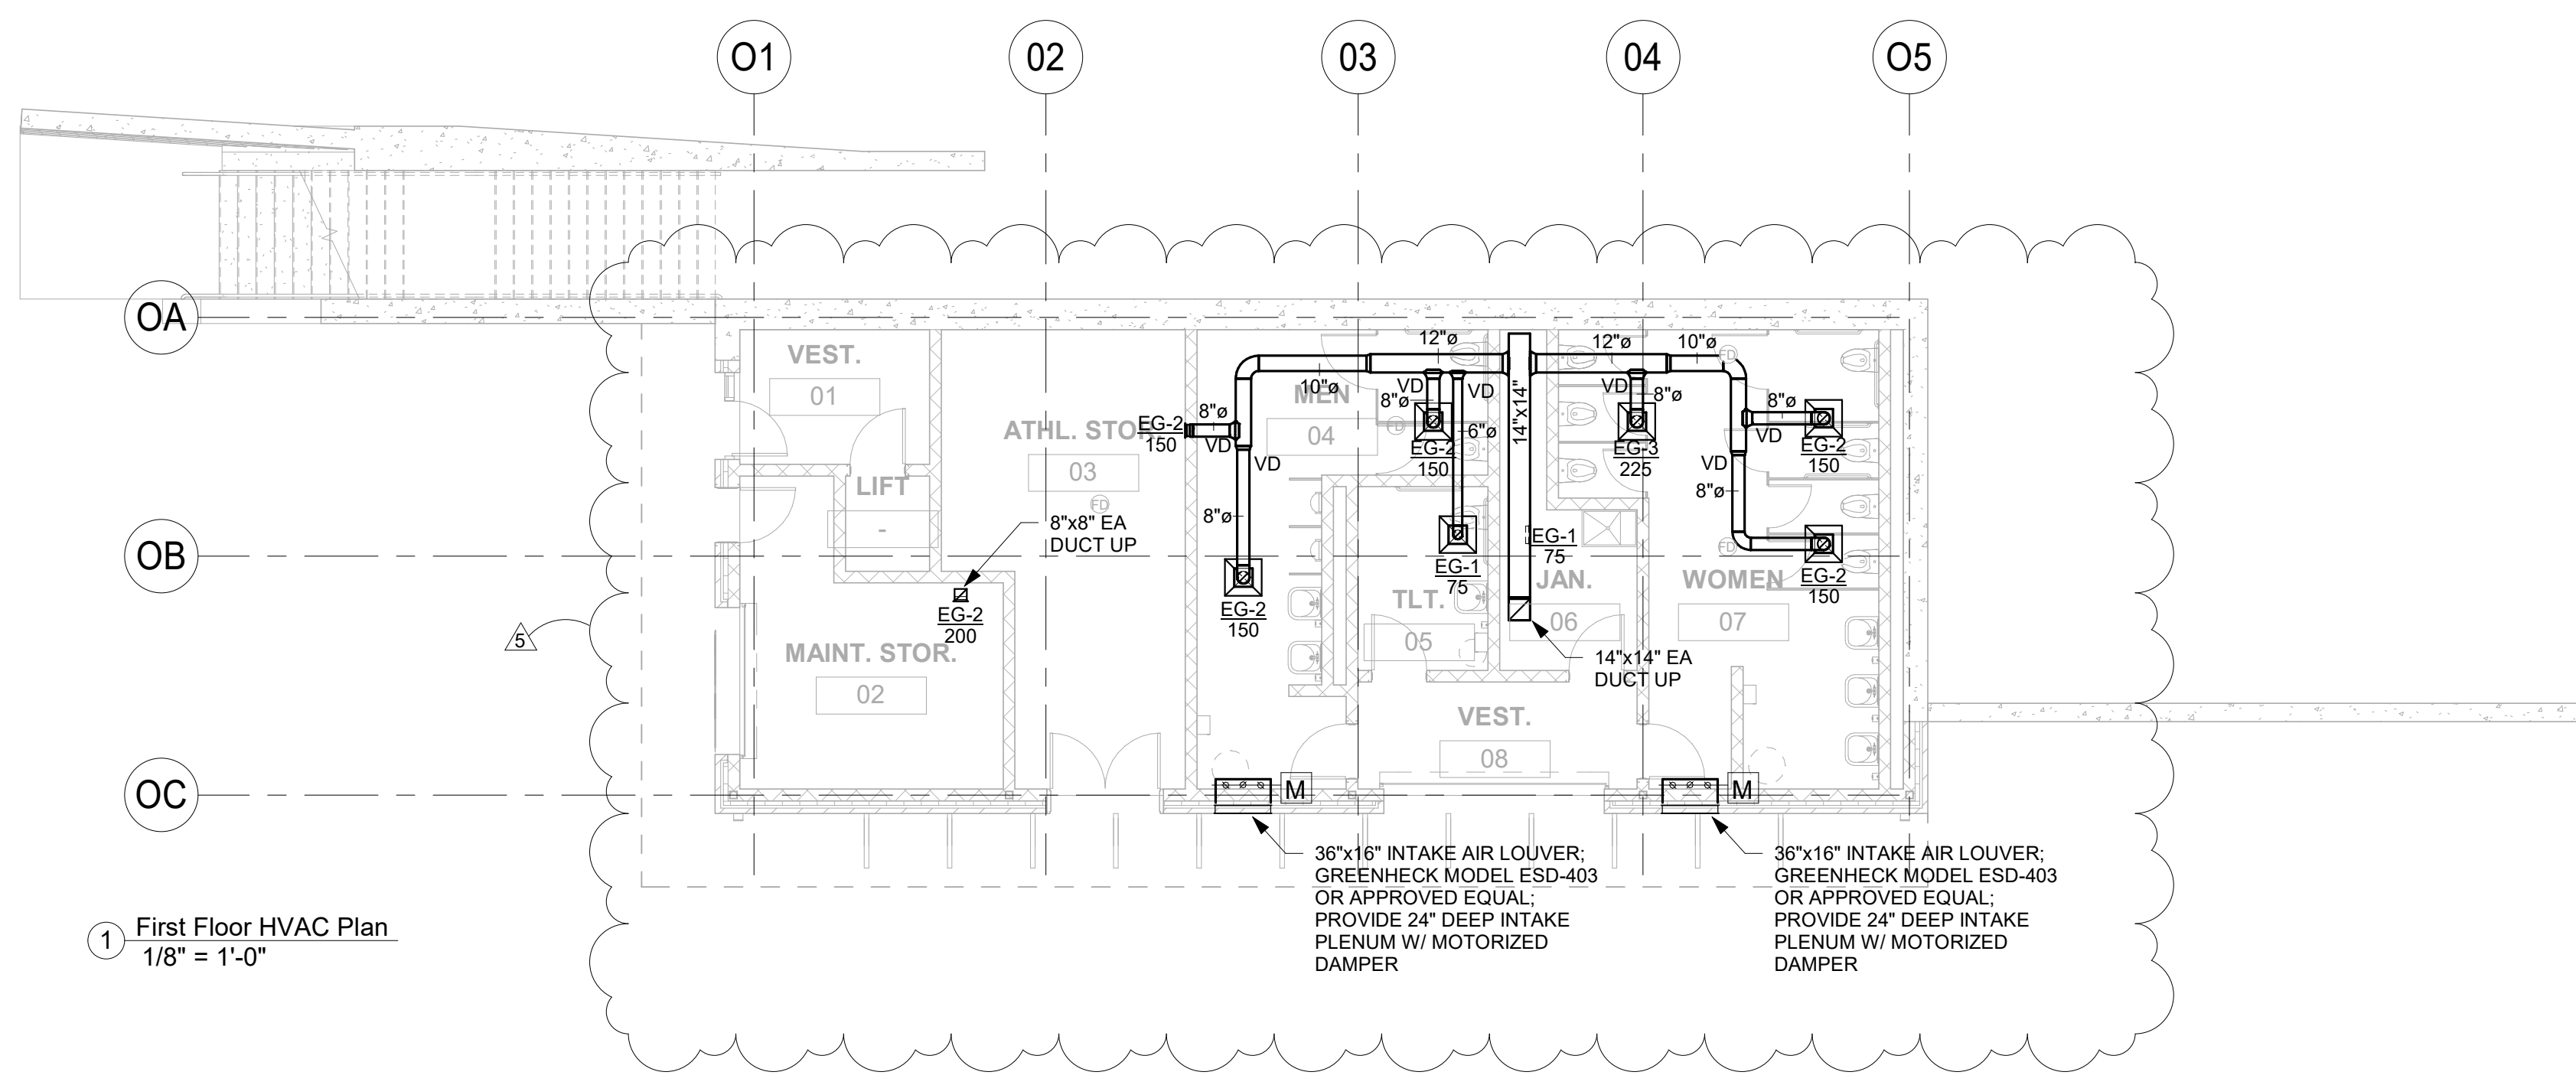 O1
02
03
04
O5
OA
OB
OC
VEST.
01
LIFT
-
ATHL. STOR.
03
FD
MAINT. STOR.
02
8"x8" EA
DUCT UP
EG-2
200
EG-2
150
8"ø
VD
VD
8"ø
EG-2
150
10"ø
MEN
04
FD
12"ø
VD
8"ø
EG-2
150
VD
6"ø
EG-1
75
TLT.
05
14"x14"
EG-1
75
JAN.
06
14"x14" EA
DUCT UP
12"ø
VD
8"ø
EG-3
225
10"ø
FD
8"ø
VD
EG-2
150
VD
8"ø
FD
EG-2
150
WOMEN
07
VEST.
08
M
M
5
36"x16" INTAKE AIR LOUVER;
GREENHECK MODEL ESD-403
OR APPROVED EQUAL;
PROVIDE 24" DEEP INTAKE
PLENUM W/ MOTORIZED
DAMPER
36"x16" INTAKE AIR LOUVER;
GREENHECK MODEL ESD-403
OR APPROVED EQUAL;
PROVIDE 24" DEEP INTAKE
PLENUM W/ MOTORIZED
DAMPER
1
First Floor HVAC Plan
1/8" = 1'-0"